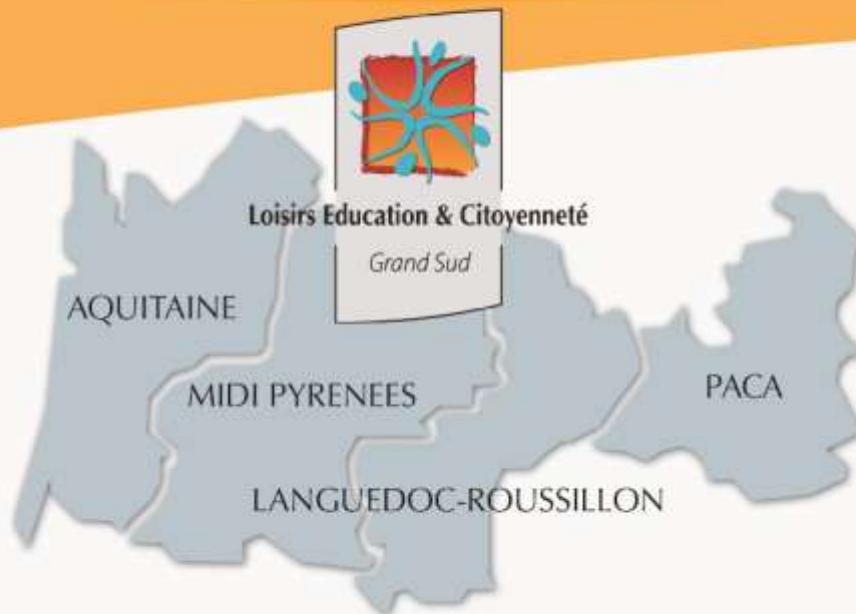 Loisirs Education & Citoyenneté
Grand Sud
AQUITAINE
MIDI PYRENEES
PACA
LANGUEDOC-ROUSSILLON